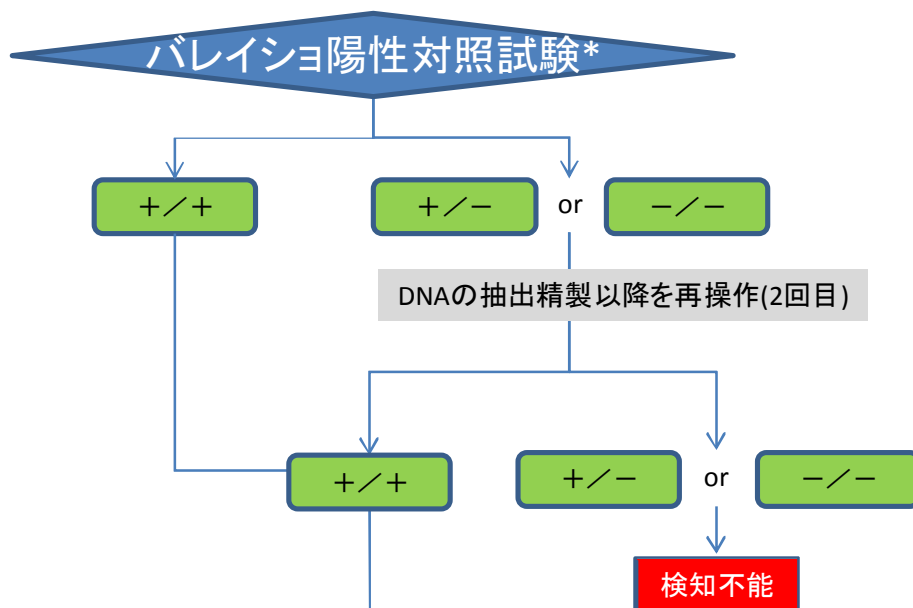 バレイショ陽性対照試験*
+/+
+/- or -/-
DNAの抽出精製以降を再操作(2回目)
+/+
+/- or -/-
検知不能